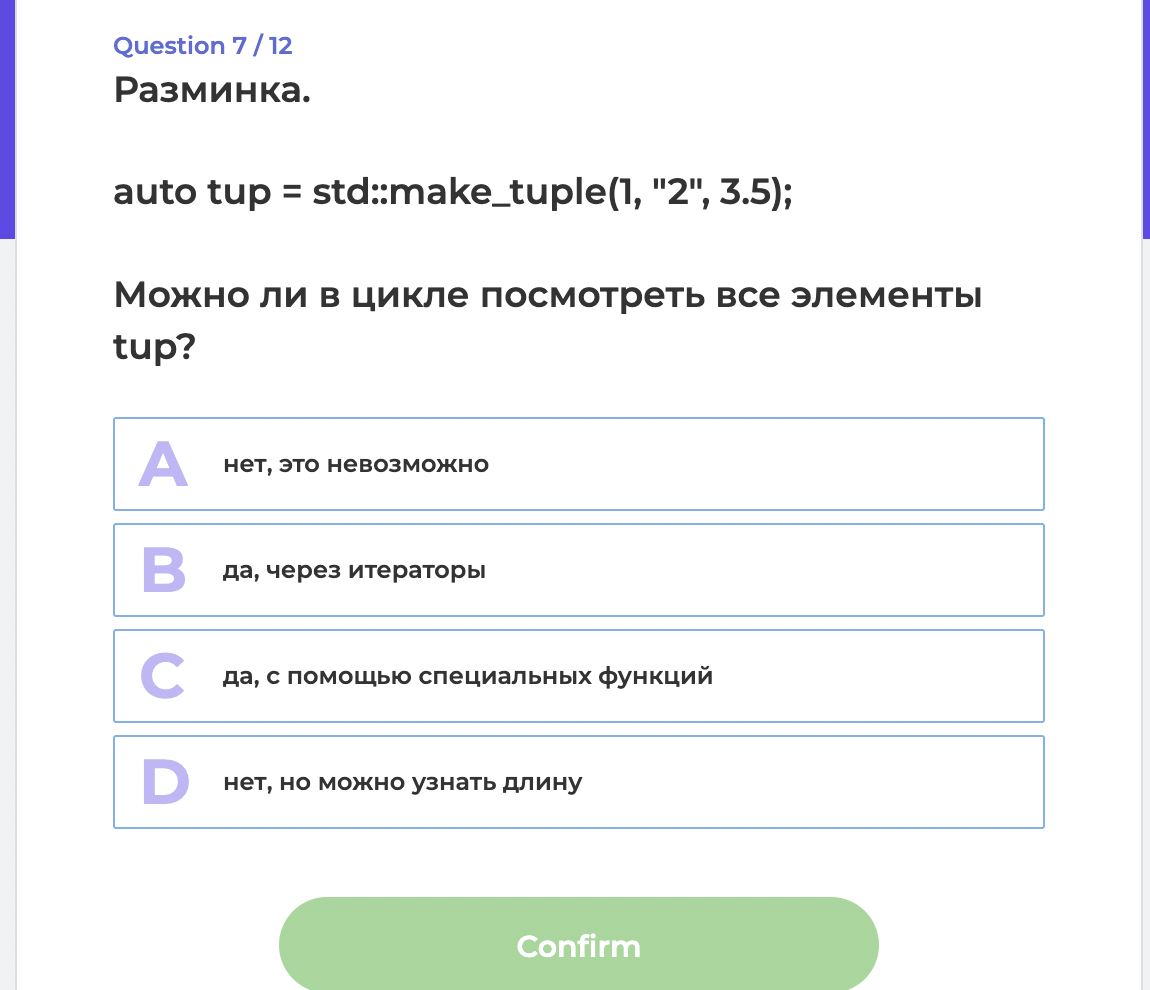 Question 7 / 12
Разминка.
auto tup = std::make_tuple(1, "2", 3.5);
Можно ли в цикле посмотреть все элементы
tup?
A нет, это невозможно
B да, через итераторы
C да, с помощью специальных функций
D нет, но можно узнать длину
Confirm